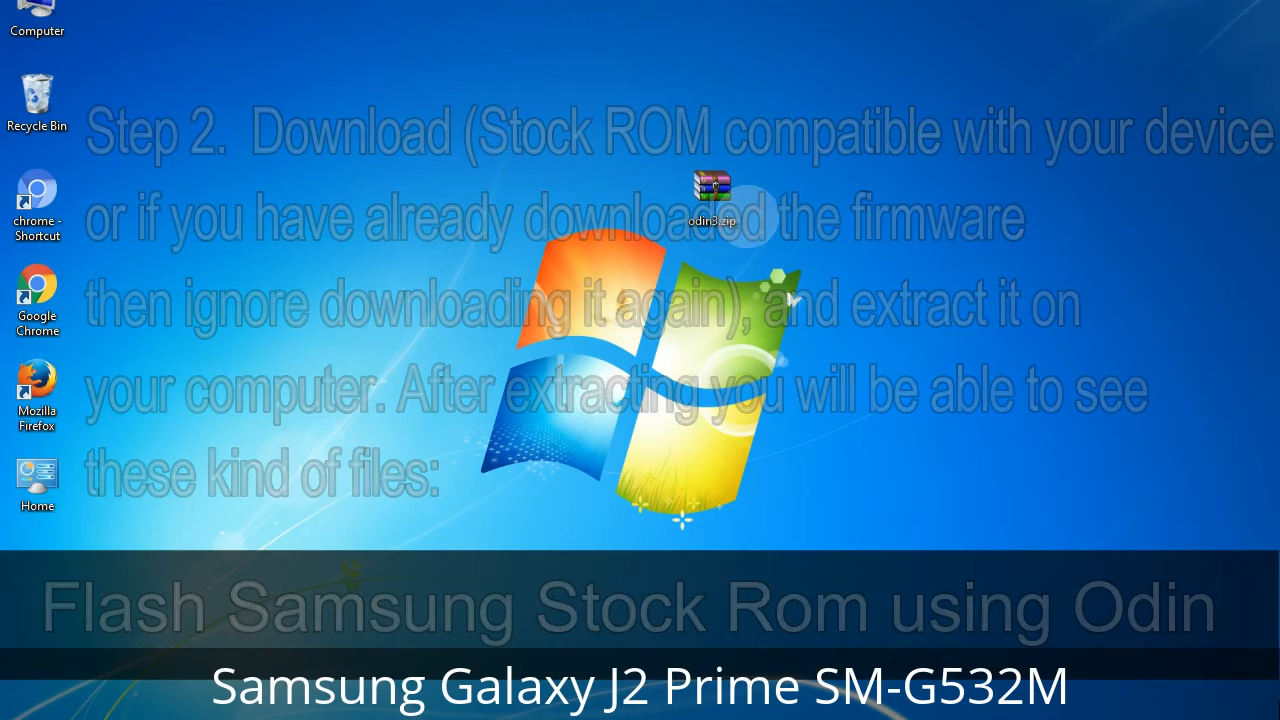 Computer
Recycle Bin
chrome -
Shortcut
Google
Chrome
Mozilla
Firefox
Home
odin3.zip
Step 2. Download (Stock ROM compatible with your device
or if you have already downloaded the firmware
then ignore downloading it again), and extract it on
your computer. After extracting you will be able to see
these kind of files:
Flash Samsung Stock Rom using Odin
Samsung Galaxy J2 Prime SM-G532M